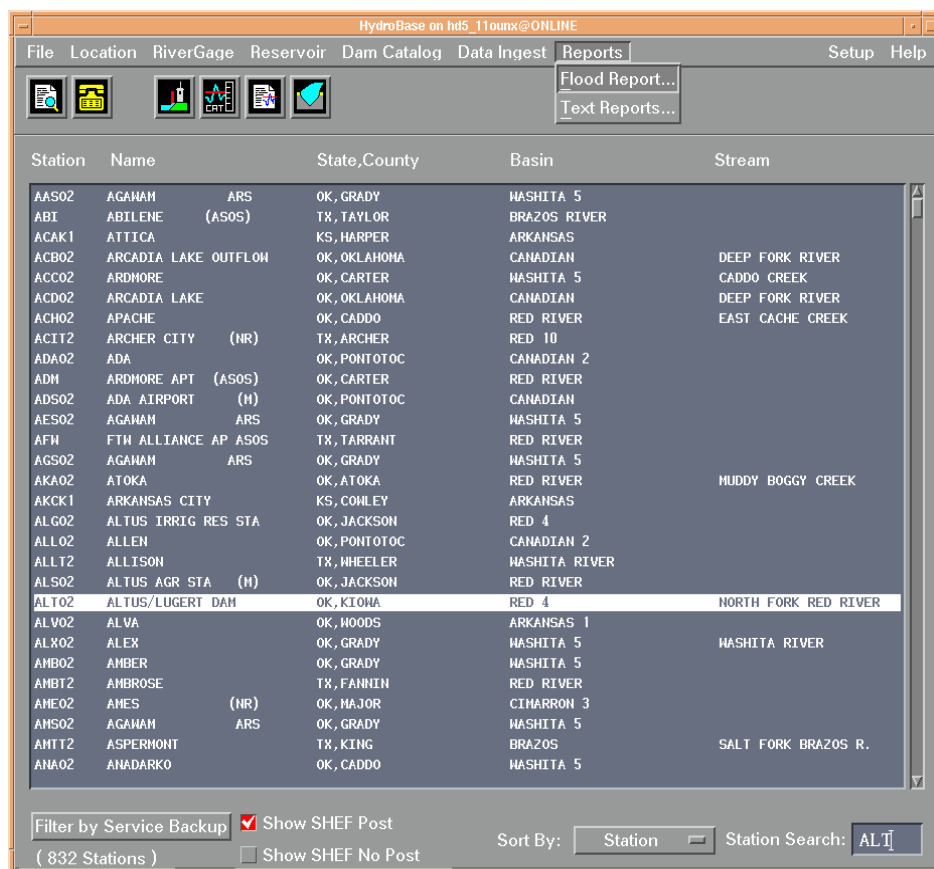 HydroBase on hd5_11ounx@ONLINE
File Location RiverGage Reservoir Dam Catalog Data Ingest Reports Setup Help
Flood Report...
Text Reports...
CRT
Station Name State,County Basin Stream
AASO2 AGAWAM ARS OK,GRADY WASHITA 5
ABI ABILENE (ASOS) TX,TAYLOR BRAZOS RIVER
ACAK1 ATTICA KS,HARPER ARKANSAS
ACBO2 ARCADIA LAKE OUTFLOW OK,OKLAHOMA CANADIAN DEEP FORK RIVER
ACCO2 ARDMORE OK,CARTER WASHITA 5 CADDO CREEK
ACDO2 ARCADIA LAKE OK,OKLAHOMA CANADIAN DEEP FORK RIVER
ACHO2 APACHE OK,CADDO RED RIVER EAST CACHE CREEK
ACIT2 ARCHER CITY (NR) TX,ARCHER RED 10
ADAO2 ADA OK,PONTOTOC CANADIAN 2
ADM ARDMORE APT (ASOS) OK,CARTER RED RIVER
ADSO2 ADA AIRPORT (M) OK,PONTOTOC CANADIAN
AESO2 AGAWAM ARS OK,GRADY WASHITA 5
AFW FTW ALLIANCE AP ASOS TX,TARRANT RED RIVER
AGSO2 AGAWAM ARS OK,GRADY WASHITA 5
AKAO2 ATOKA OK,ATOKA RED RIVER MUDDY BOGGY CREEK
AKCK1 ARKANSAS CITY KS,COWLEY ARKANSAS
ALGO2 ALTUS IRRIG RES STA OK,JACKSON RED 4
ALLO2 ALLEN OK,PONTOTOC CANADIAN 2
ALLT2 ALLISON TX,WHEELER WASHITA RIVER
ALSO2 ALTUS AGR STA (M) OK,JACKSON RED RIVER
ALTO2 ALTUS/LUGERT DAM OK,KIOWA RED 4 NORTH FORK RED RIVER
ALVO2 ALVA OK,WOODS ARKANSAS 1
ALXO2 ALEX OK,GRADY WASHITA 5 WASHITA RIVER
AMBO2 AMBER OK,GRADY WASHITA 5
AMBT2 AMBROSE TX,FANNIN RED RIVER
AMEO2 AMES (NR) OK,MAJOR CIMARRON 3
AMSO2 AGAWAM ARS OK,GRADY WASHITA 5
AMTT2 ASPERMONT TX,KING BRAZOS SALT FORK BRAZOS R.
ANAO2 ANADARKO OK,CADDO WASHITA 5
Filter by Service Backup Show SHEF Post
Sort By: Station Station Search: ALT
( 832 Stations ) Show SHEF No Post